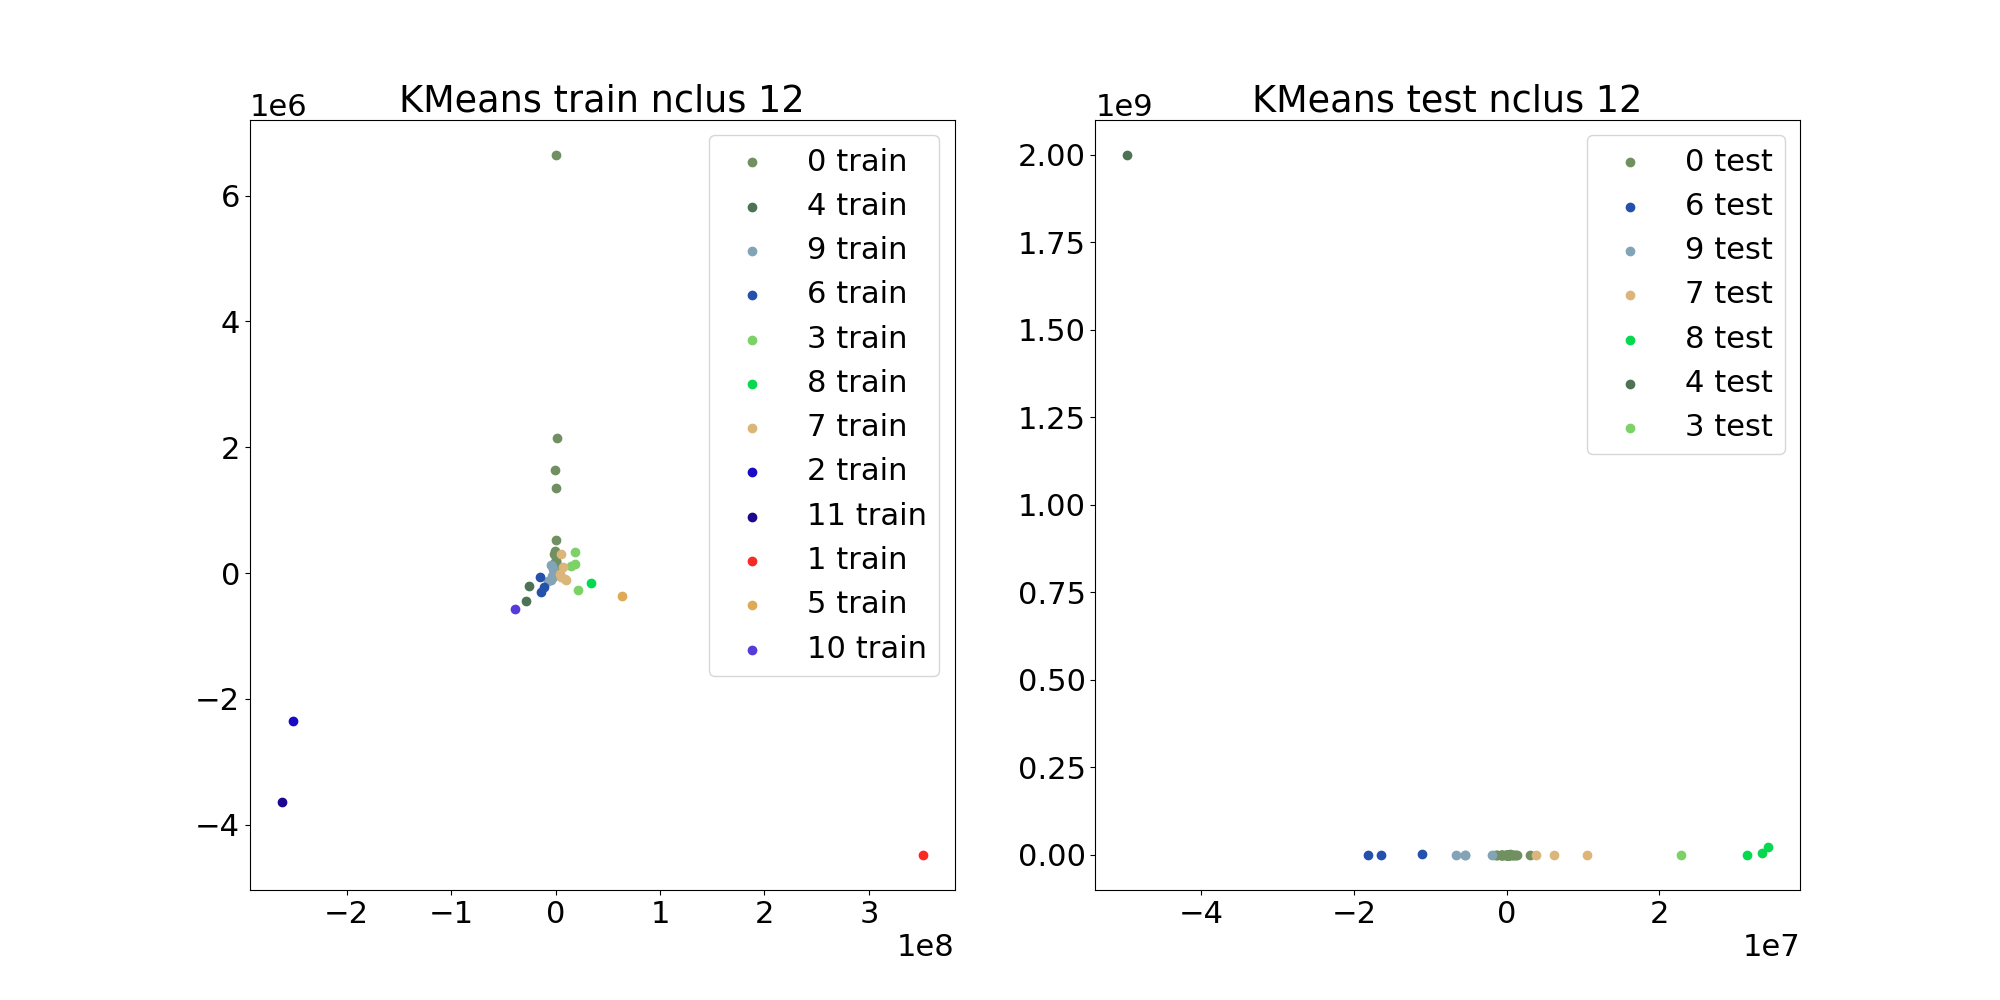 KMeans train nclus 12
1e6
6
4
2
0
−2
−4
−2
−1
0
1
2
3
1e8
0 train
4 train
9 train
6 train
3 train
8 train
7 train
2 train
11 train
1 train
5 train
10 train
KMeans test nclus 12
1e9
2.00
1.75
1.50
1.25
1.00
0.75
0.50
0.25
0.00
−4
−2
0
2
1e7
0 test
6 test
9 test
7 test
8 test
4 test
3 test